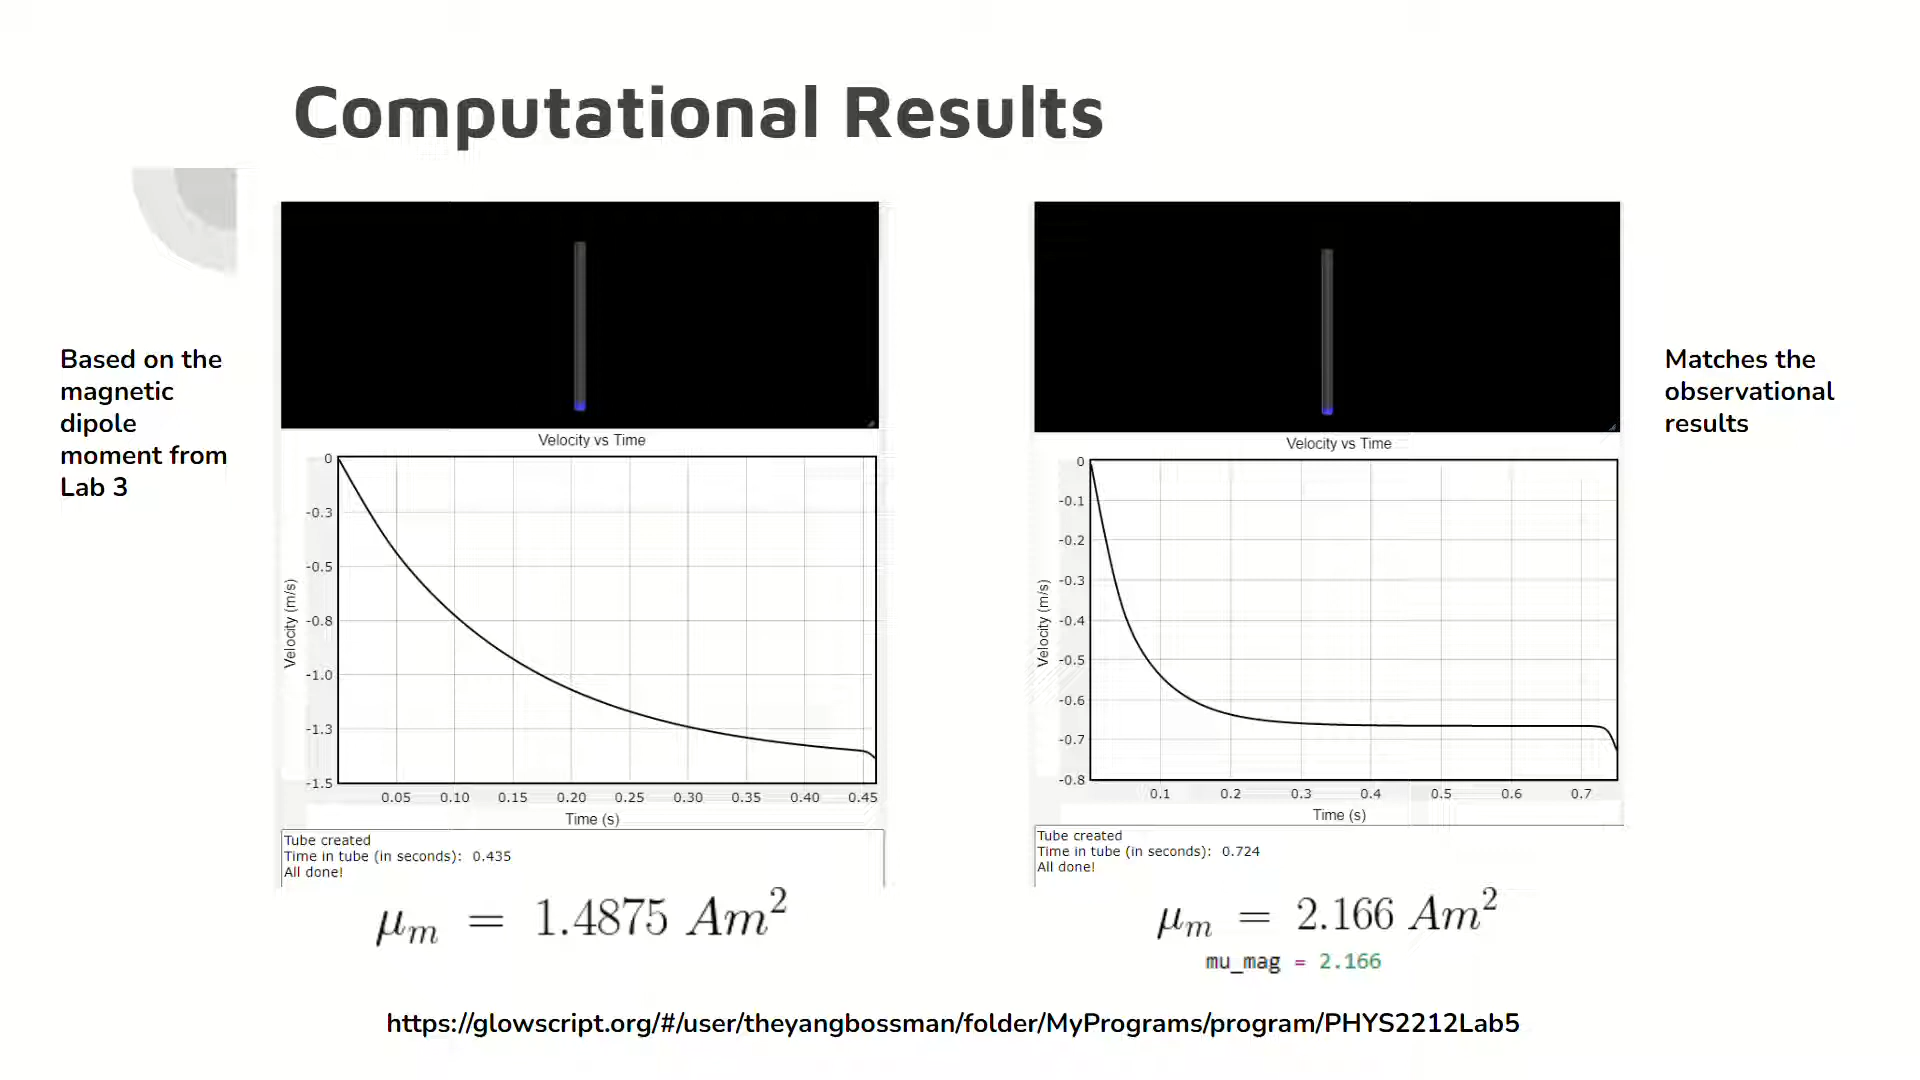 Computational Results
Based on the
magnetic
dipole
moment from
Lab 3
Velocity vs Time
0
-0.3
-0.5
-0.8
-1.0
-1.3
-1.5
Velocity (m/s)
0.05 0.10 0.15 0.20 0.25 0.30 0.35 0.40 0.45
Time (s)
Tube created
Time in tube (in seconds): 0.435
All done!
μm = 1.4875 Am²
Velocity vs Time
0
-0.1
-0.2
-0.3
-0.4
-0.5
-0.6
-0.7
-0.8
Velocity (m/s)
0.1 0.2 0.3 0.4 0.5 0.6 0.7
Time (s)
Tube created
Time in tube (in seconds): 0.724
All done!
μm = 2.166 Am²
mu_mag = 2.166
Matches the
observational
results
https://glowscript.org/#/user/theyangbossman/folder/MyPrograms/program/PHYS2212Lab5